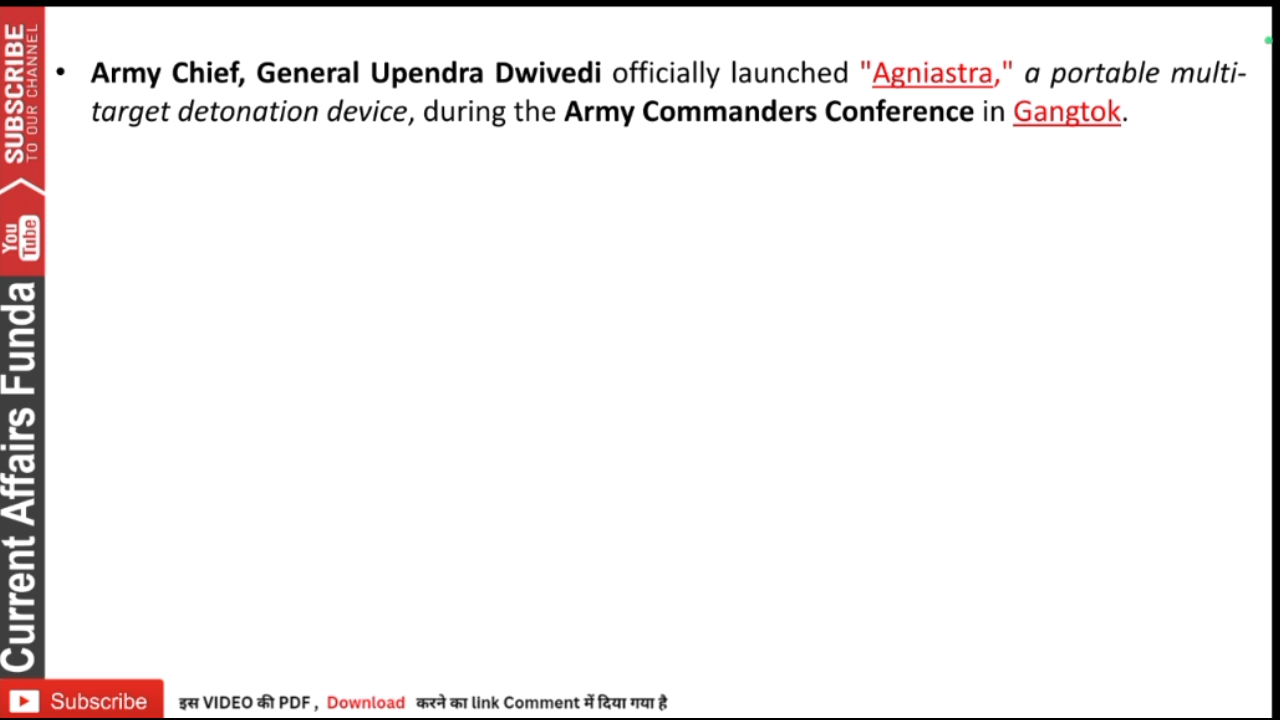 • Army Chief, General Upendra Dwivedi officially launched "Agniastra," a portable multi-
target detonation device, during the Army Commanders Conference in Gangtok.
SUBSCRIBE
TO OUR CHANNEL
You
Tube
Current Affairs Funda
Subscribe
इस VIDEO की PDF , Download करने का link Comment में दिया गया है